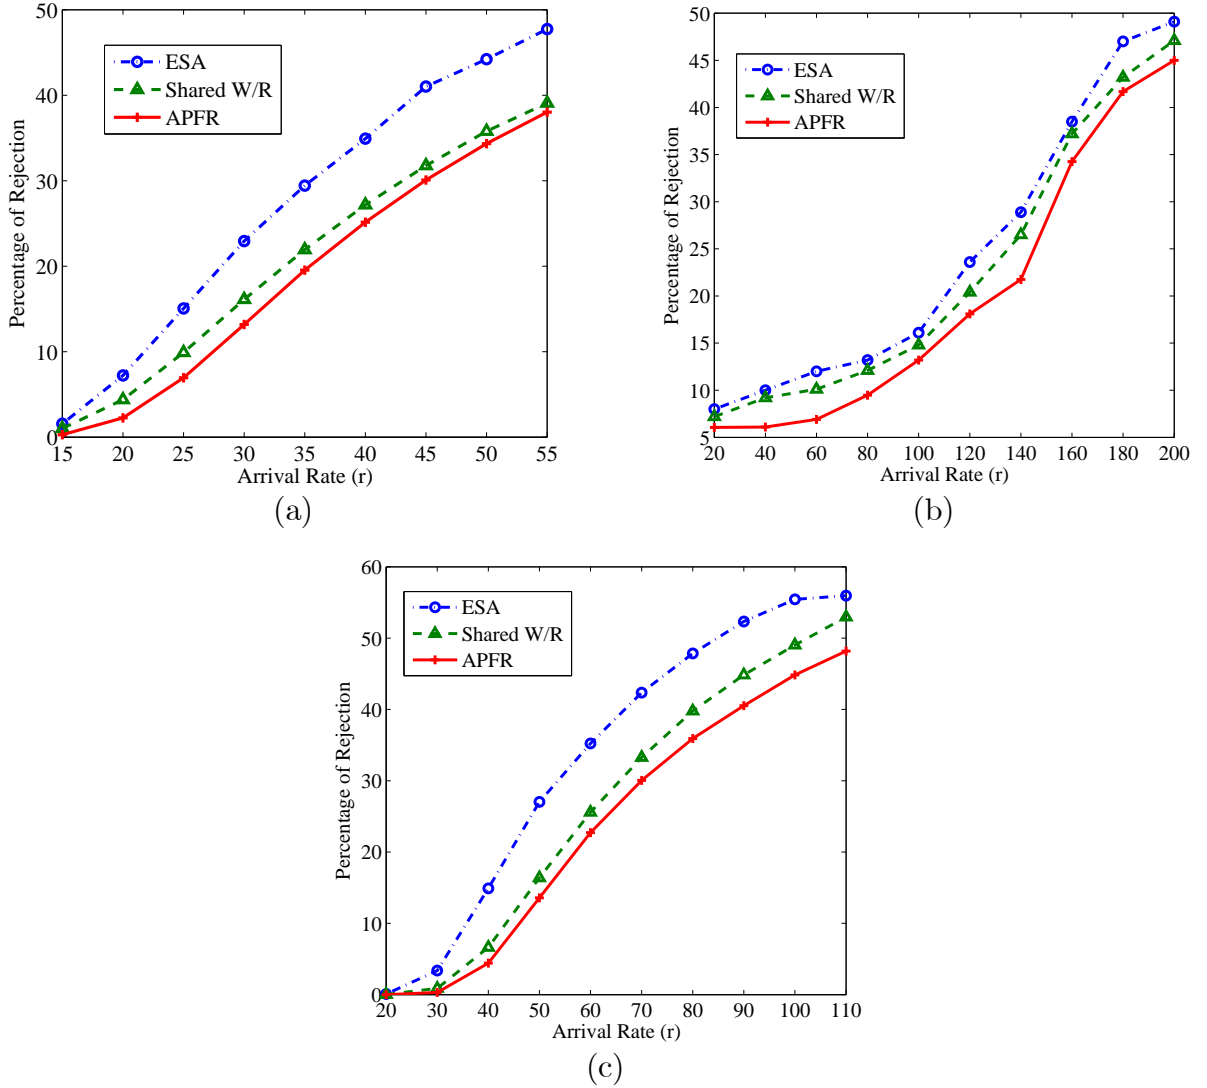 50
40
30
20
10
0
Percentage of Rejection
ESA
Shared W/R
APFR
15 20 25 30 35 40 45 50 55
Arrival Rate (r)
(a)
50
45
40
35
30
25
20
15
10
5
Percentage of Rejection
ESA
Shared W/R
APFR
20 40 60 80 100 120 140 160 180 200
Arrival Rate (r)
(b)
60
50
40
30
20
10
0
Percentage of Rejection
ESA
Shared W/R
APFR
20 30 40 50 60 70 80 90 100 110
Arrival Rate (r)
(c)